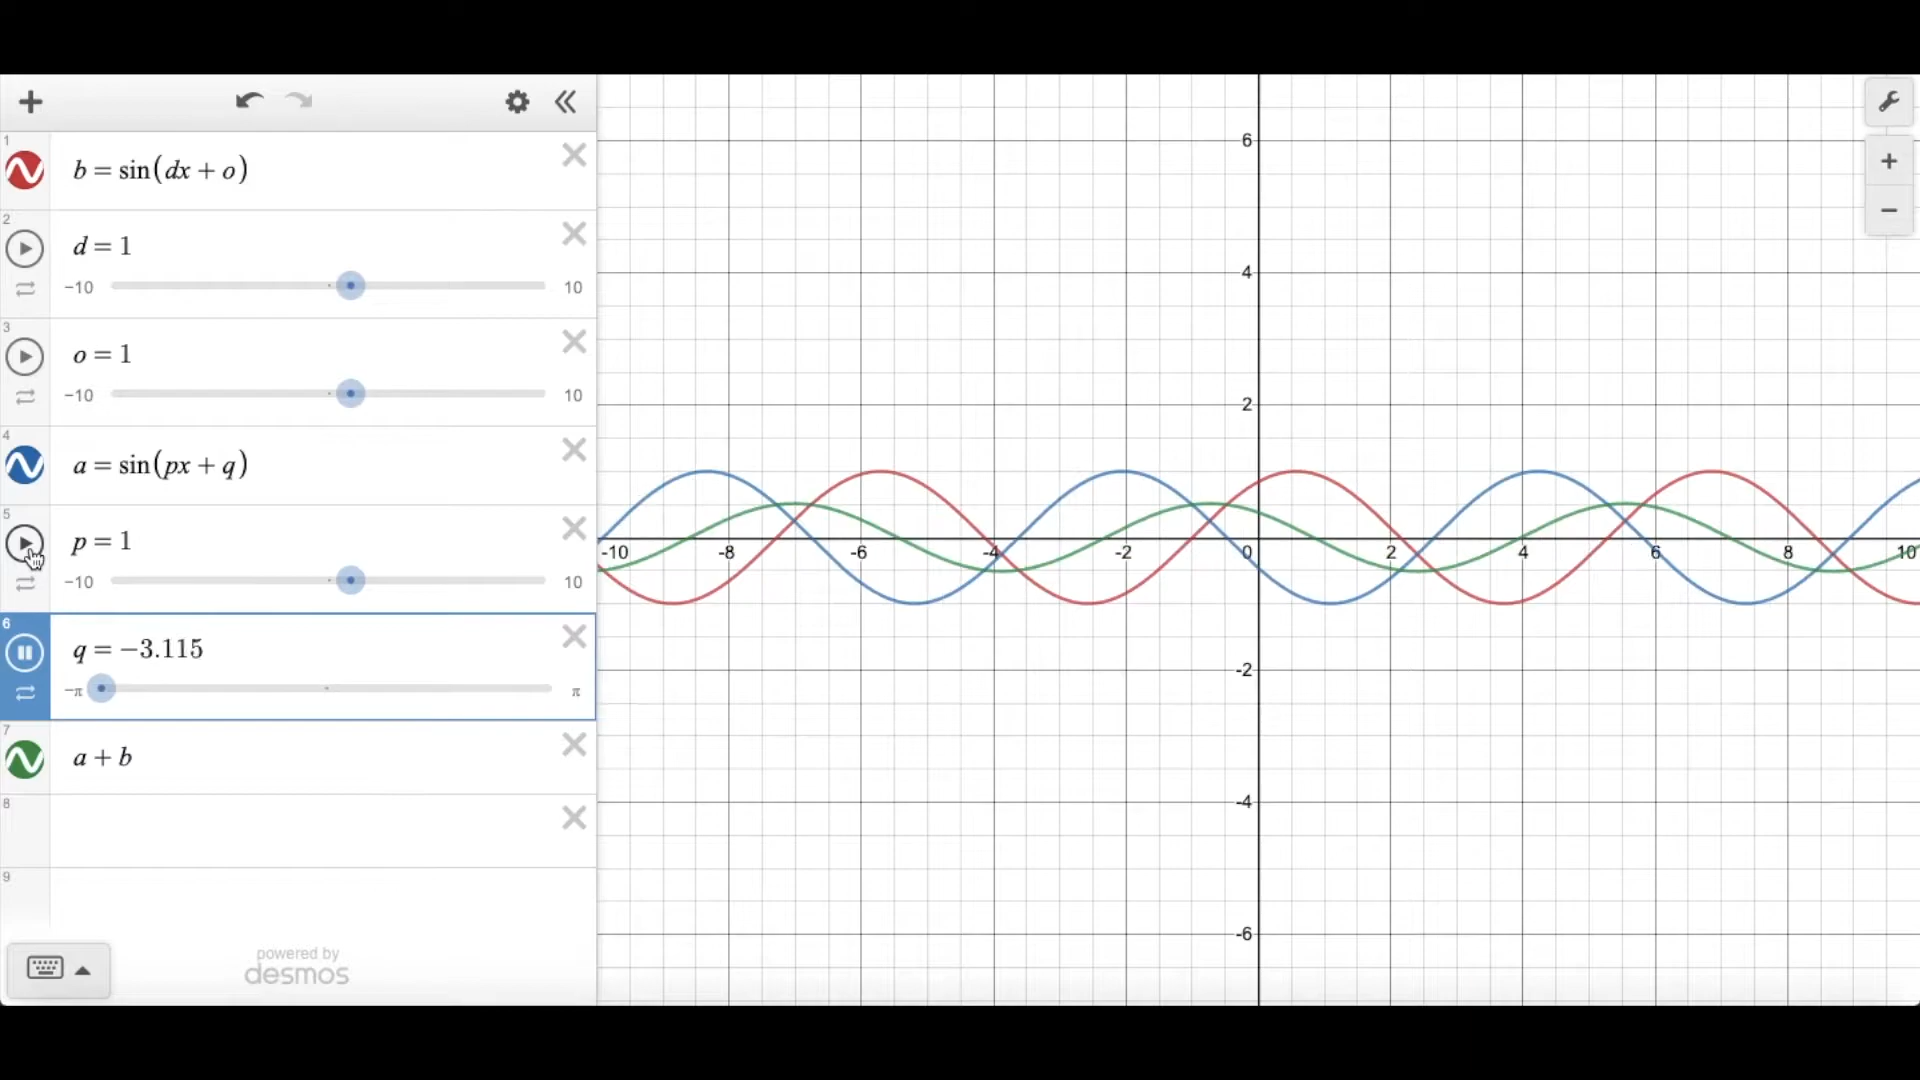 1
b = sin(dx + o)
2
d = 1
−10
10
3
o = 1
−10
10
4
a = sin(px + q)
5
p = 1
−10
10
6
q = −3.115
−π
π
7
a + b
8
9
powered by
desmos
6
4
2
-10 -8 -6 -4 -2 0 2 4 6 8 10
-2
-4
-6